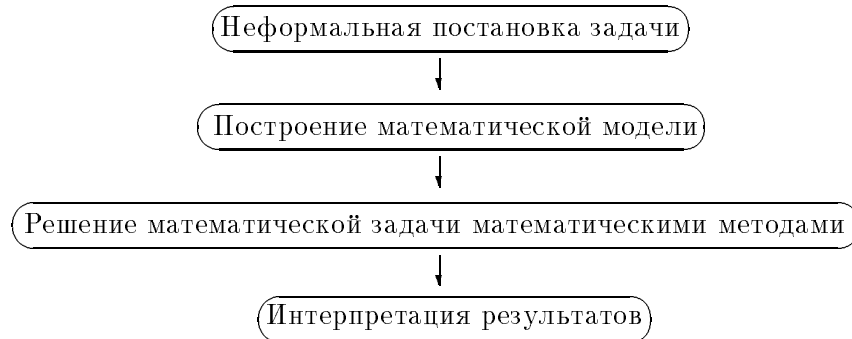 Неформальная постановка задачи
Построение математической модели
Решение математической задачи математическими методами
Интерпретация результатов